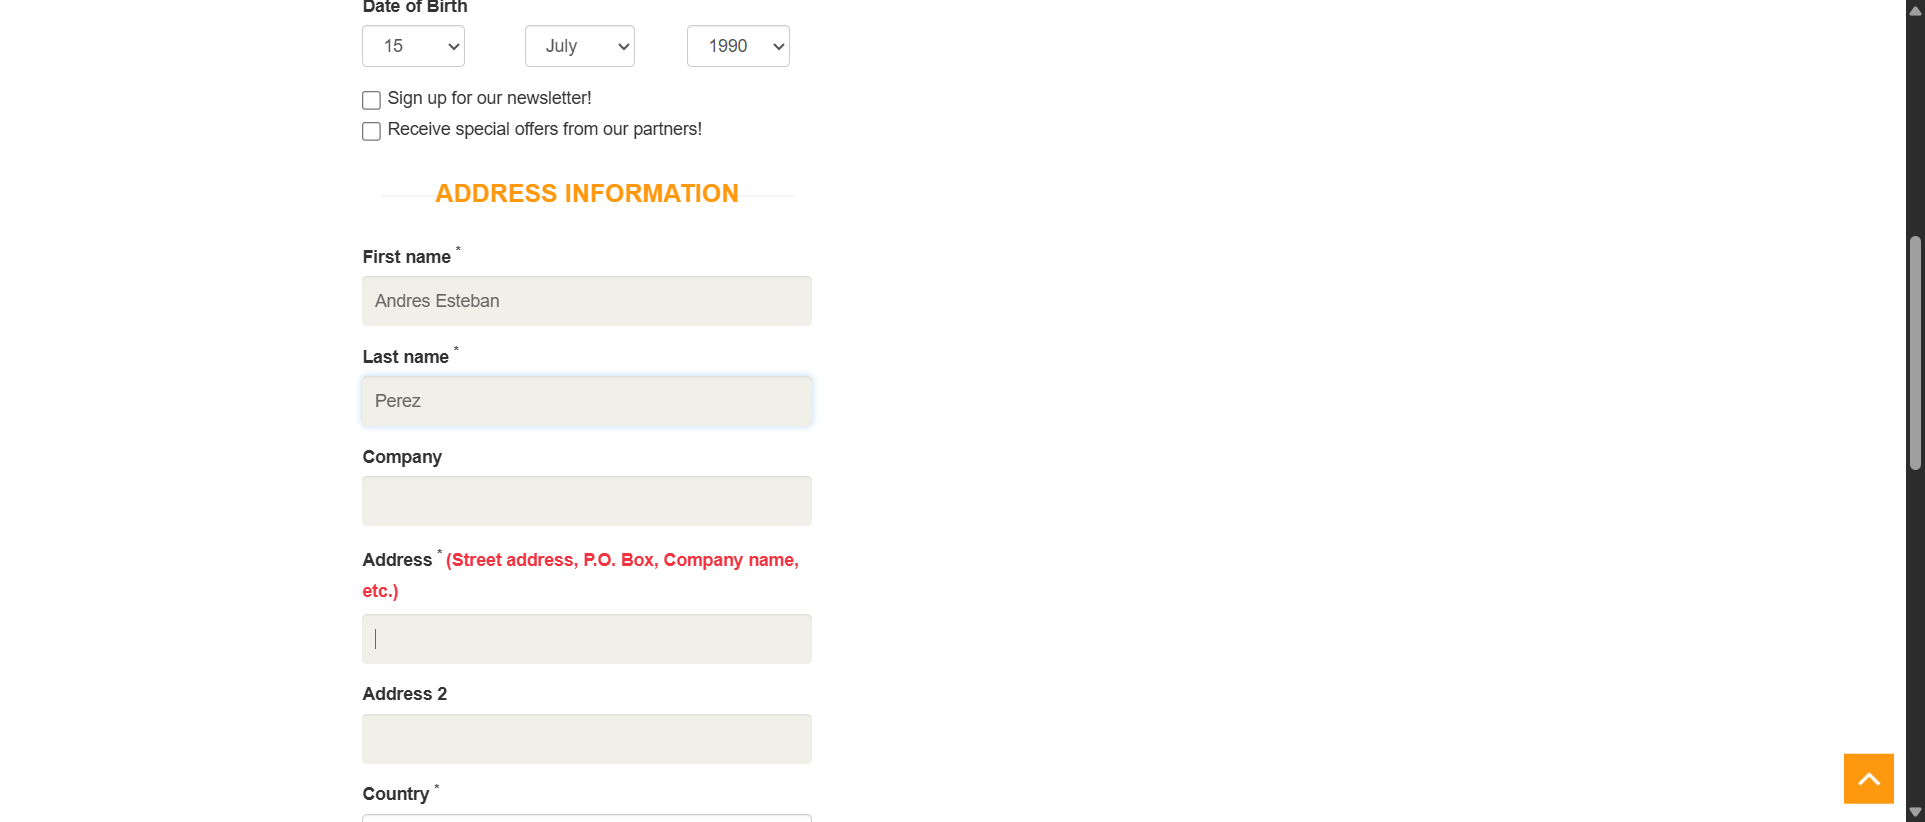 Date of Birth
15 July 1990
Sign up for our newsletter!
Receive special offers from our partners!
ADDRESS INFORMATION
First name *
Andres Esteban
Last name *
Perez
Company
Address * (Street address, P.O. Box, Company name,
etc.)
Address 2
Country *